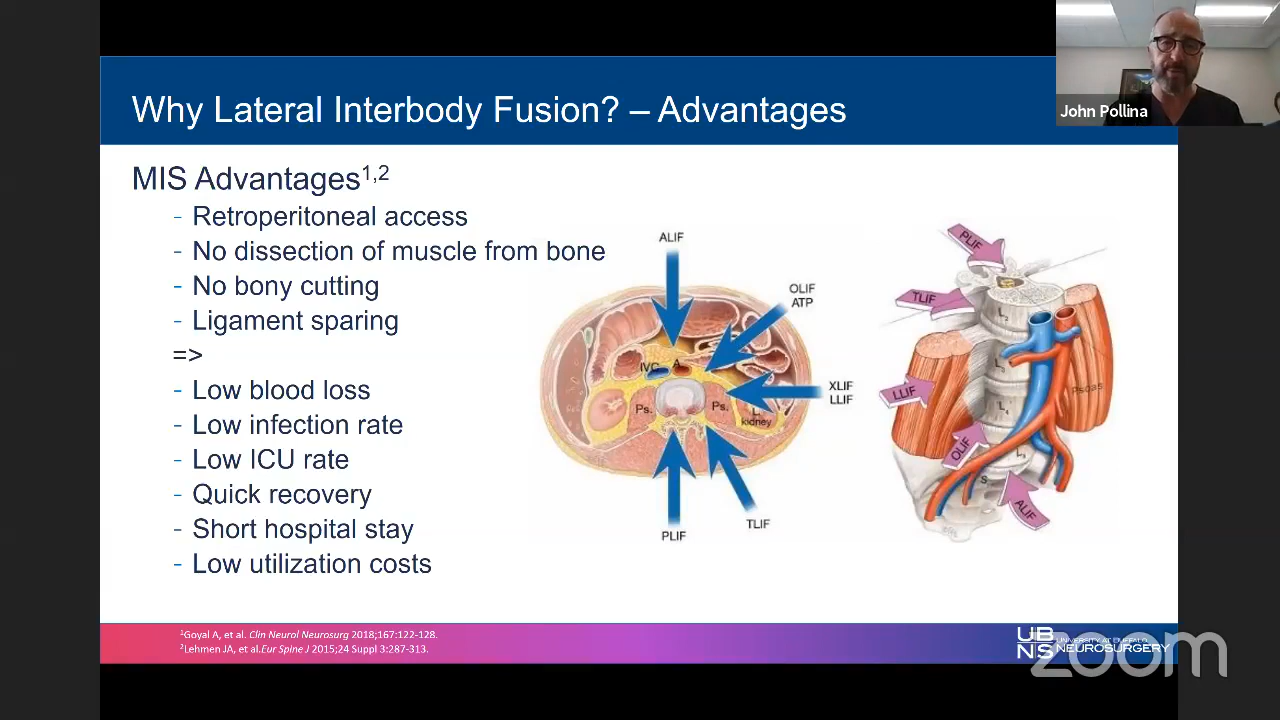 Why Lateral Interbody Fusion? – Advantages
John Pollina
MIS Advantages1,2
- Retroperitoneal access
- No dissection of muscle from bone
- No bony cutting
- Ligament sparing
=>
- Low blood loss
- Low infection rate
- Low ICU rate
- Quick recovery
- Short hospital stay
- Low utilization costs
ALIF
OLIF
ATP
XLIF
LLIF
TLIF
PLIF
IVC
A
Ps.
Ps.
L.
kidney
PLIF
TLIF
LLIF
OLIF
ALIF
Psoas
1Goyal A, et al. Clin Neurol Neurosurg 2018;167:122-128.
2Lehmen JA, et al.Eur Spine J 2015;24 Suppl 3:287-313.
UB
NS
UNIVERSITY AT BUFFALO
NEUROSURGERY
zoom